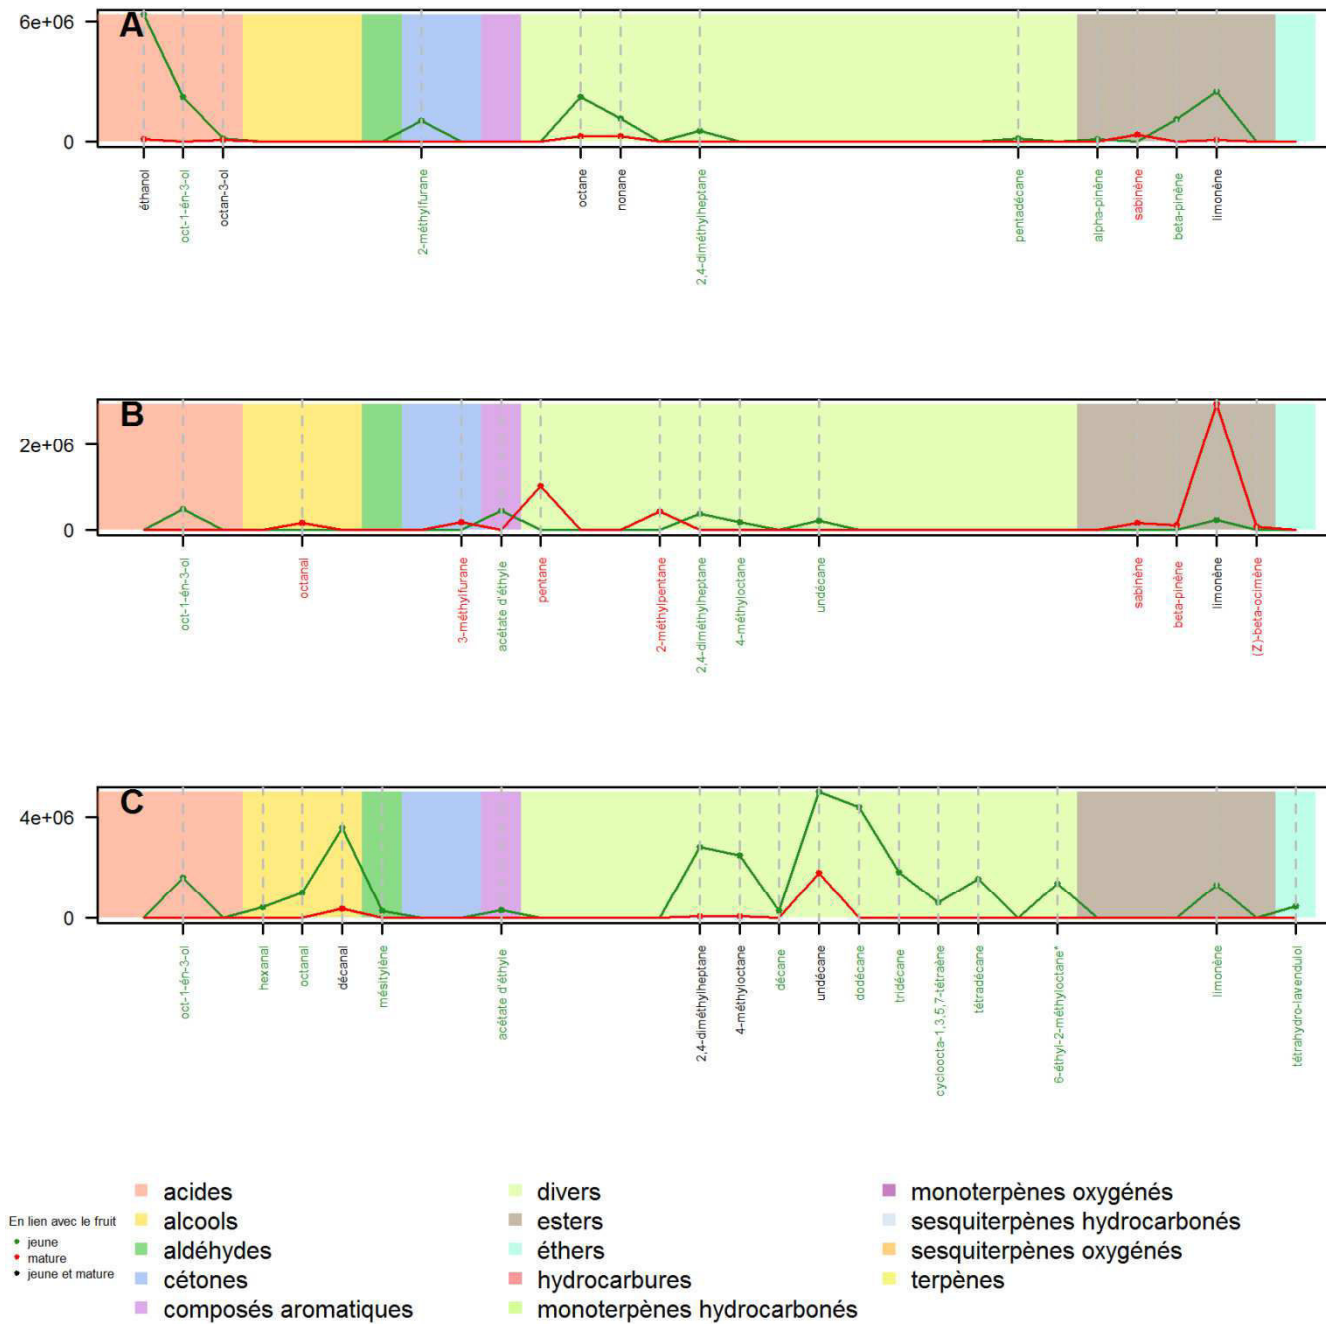 A
6e+06
0
éthanol
oct-1-èn-3-ol
octan-3-ol
2-méthylfurane
octane
nonane
2,4-diméthylheptane
pentadécane
alpha-pinène
sabinène
beta-pinène
limonène
B
2e+06
0
oct-1-èn-3-ol
octanal
3-méthylfurane
acétate d'éthyle
pentane
2-méthylpentane
2,4-diméthylheptane
4-méthyloctane
undécane
sabinène
beta-pinène
limonène
(Z)-beta-ocimène
C
4e+06
0
oct-1-èn-3-ol
hexanal
octanal
décanal
mésitylène
acétate d'éthyle
2,4-diméthylheptane
4-méthyloctane
décane
undécane
dodécane
tridécane
cycloocta-1,3,5,7-tétraène
tétradécane
6-éthyl-2-méthyloctane*
limonène
tétrahydro-lavendulol
En lien avec le fruit
jeune
mature
jeune et mature
acides
alcools
aldéhydes
cétones
composés aromatiques
divers
esters
éthers
hydrocarbures
monoterpènes hydrocarbonés
monoterpènes oxygénés
sesquiterpènes hydrocarbonés
sesquiterpènes oxygénés
terpènes